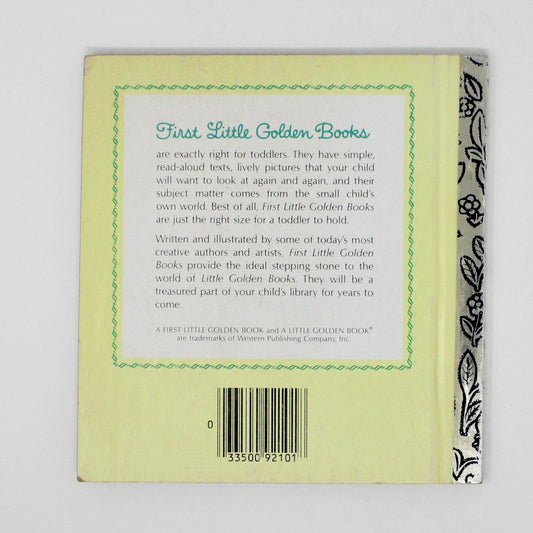 First Little Golden Books
are exactly right for toddlers. They have simple,
read-aloud texts, lively pictures that your child
will want to look at again and again, and their
subject matter comes from the small child's
own world. Best of all, First Little Golden Books
are just the right size for a toddler to hold.
Written and illustrated by some of today's most
creative authors and artists, First Little Golden
Books provide the ideal stepping stone to the
world of Little Golden Books. They will be a
treasured part of your child's library for years to
come.
A FIRST LITTLE GOLDEN BOOK and A LITTLE GOLDEN BOOK®
are trademarks of Western Publishing Company, Inc.
0
33500 92101